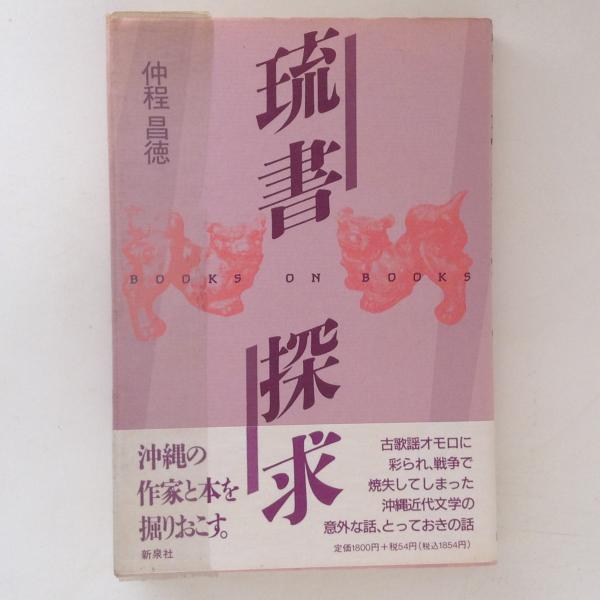 仲程昌徳
琉書
探求
BOOKS ON BOOKS
沖縄の
作家と本を
掘りおこす。
新泉社
古歌謡オモロに
彩られ、戦争で
焼失してしまった
沖縄近代文学の
意外な話、とっておきの話
定価1800円+税54円(税込1854円)